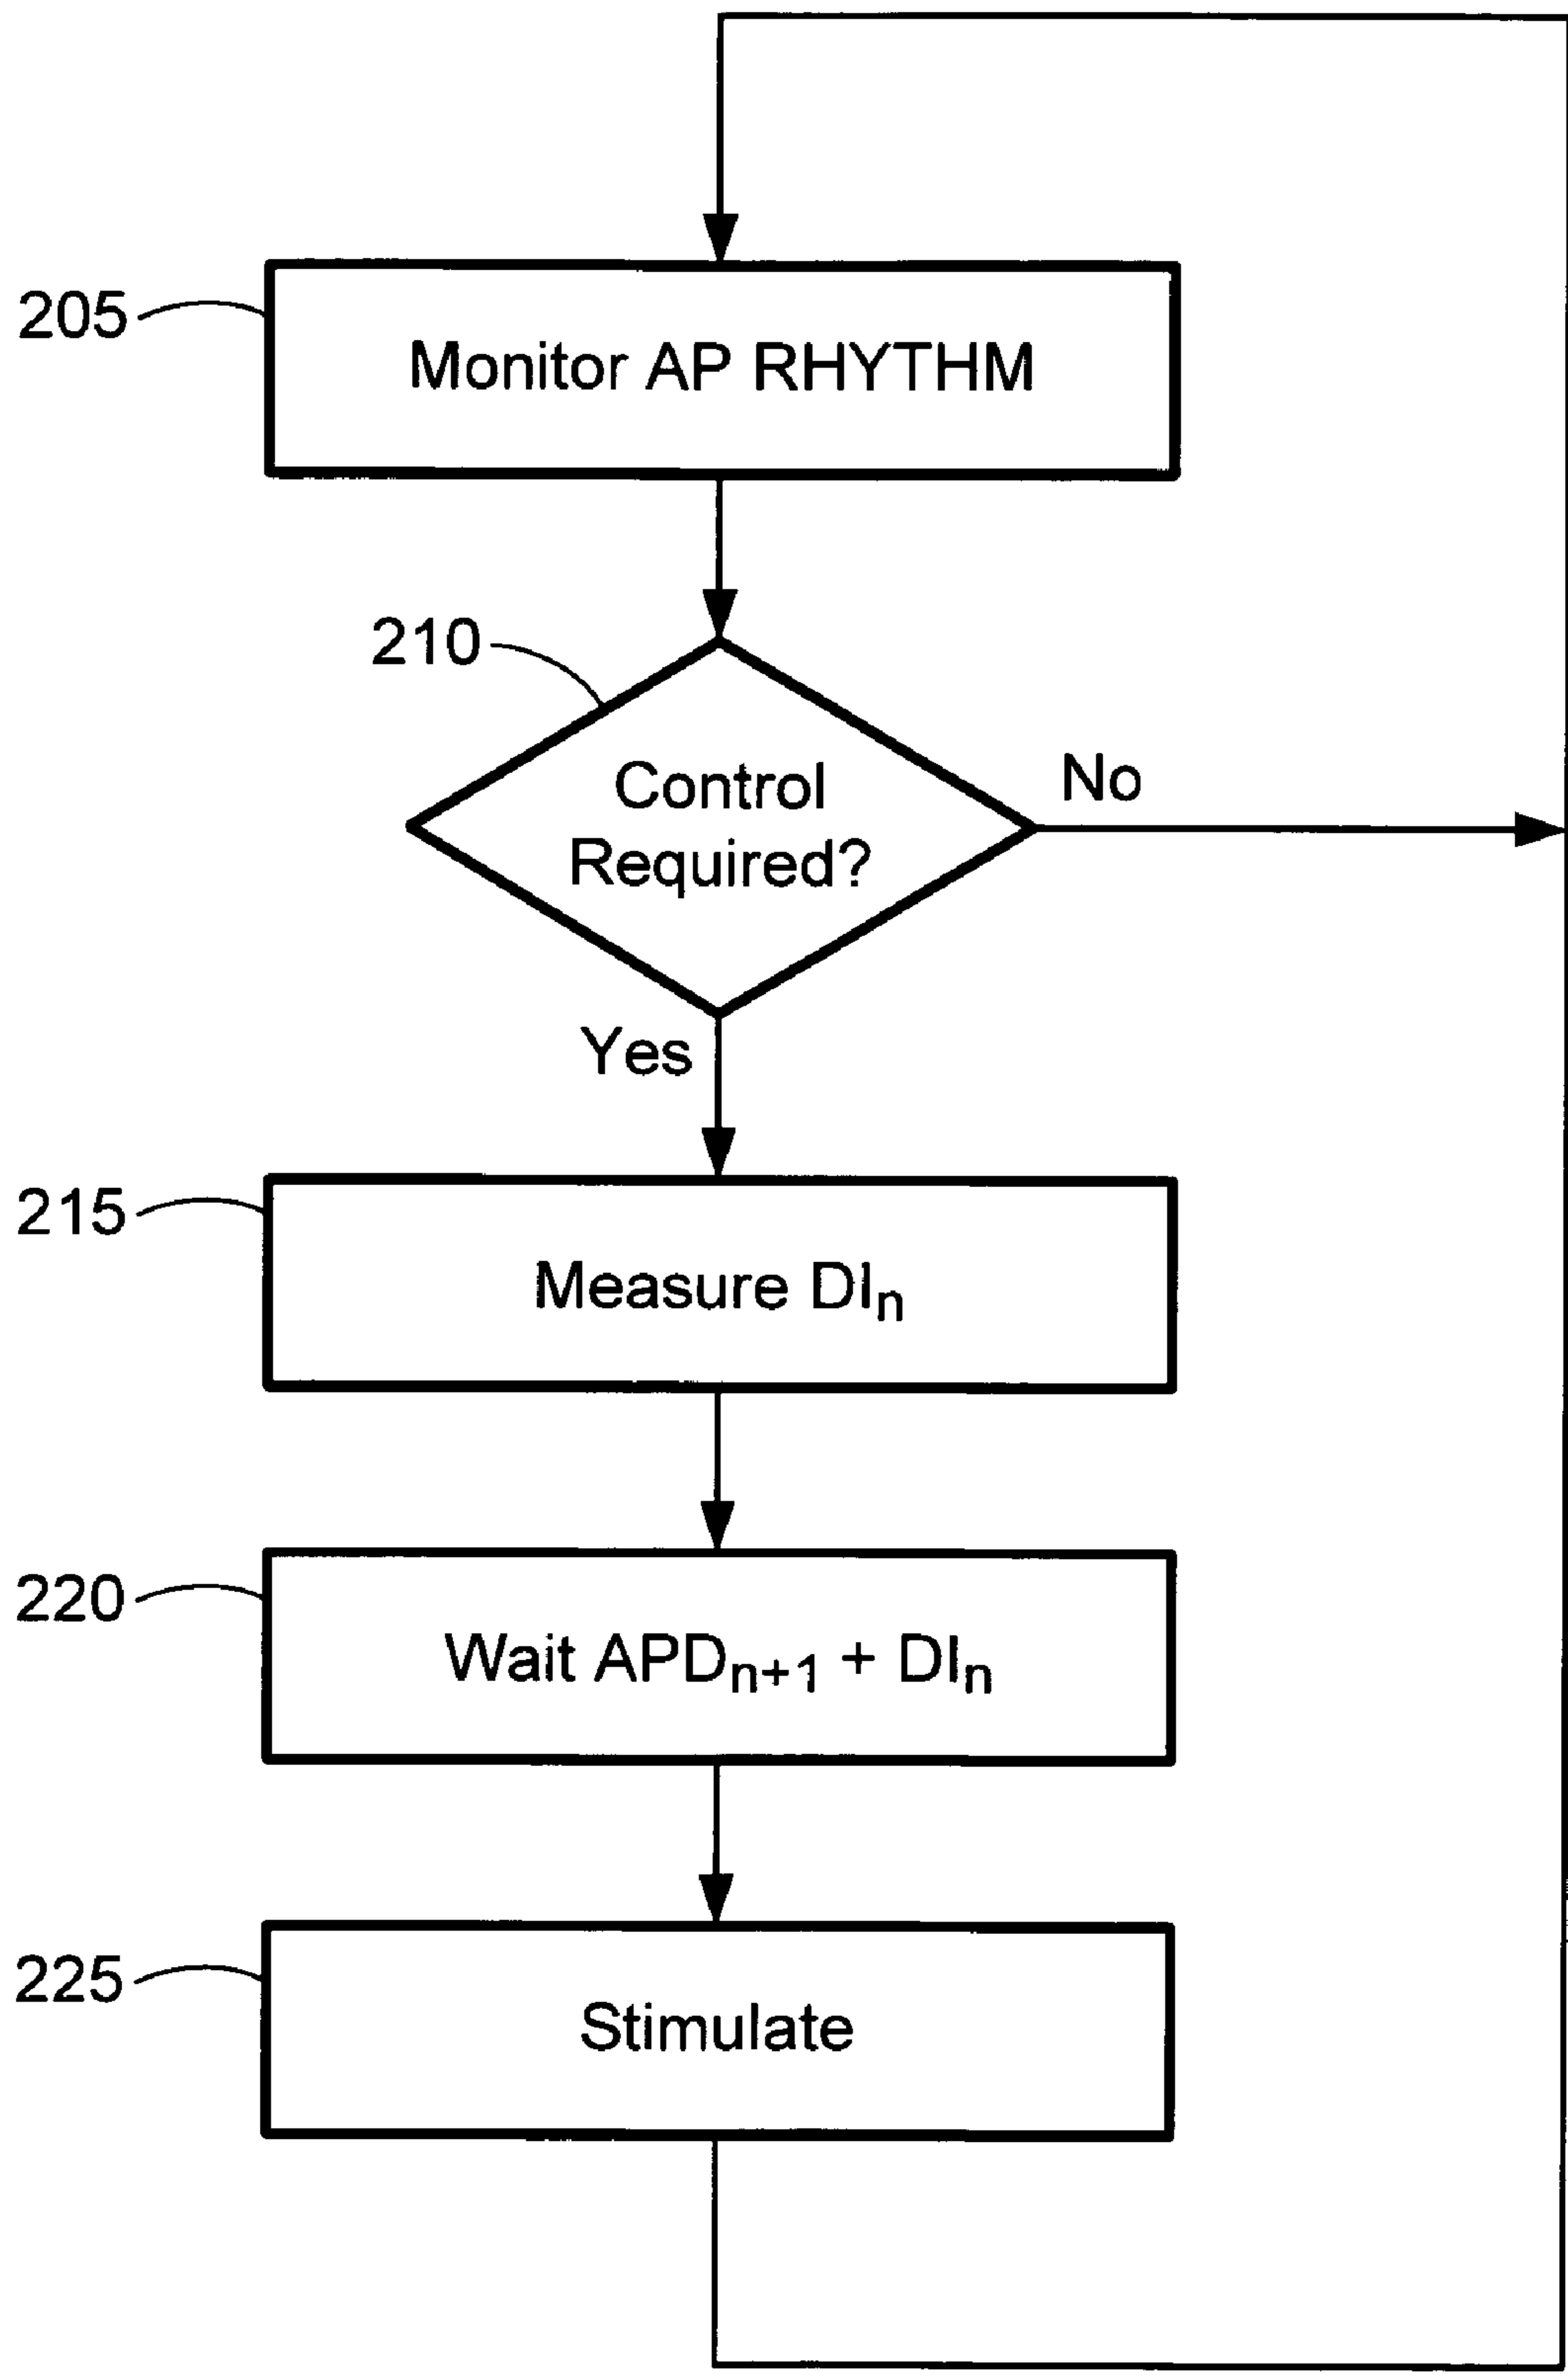 205
Monitor AP RHYTHM
210
Control
Required?
No
Yes
215
Measure DIₙ
220
Wait APDₙ₊₁ + DIₙ
225
Stimulate